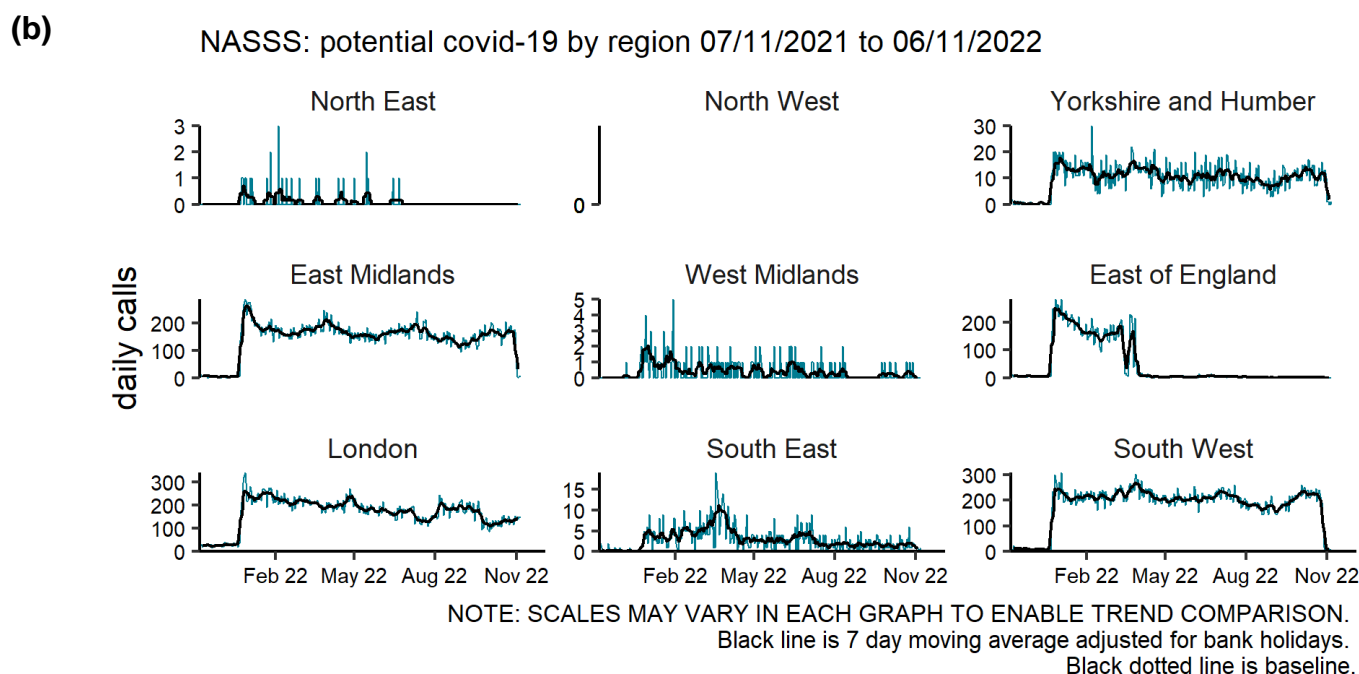 (b)
NASSS: potential covid-19 by region 07/11/2021 to 06/11/2022
North East
North West
Yorkshire and Humber
3
2
1
0
0
30
20
10
0
daily calls
East Midlands
West Midlands
East of England
200
100
0
5
4
3
2
1
0
200
100
0
London
South East
South West
300
200
100
0
15
10
5
0
300
200
100
0
Feb 22 May 22 Aug 22 Nov 22
Feb 22 May 22 Aug 22 Nov 22
Feb 22 May 22 Aug 22 Nov 22
NOTE: SCALES MAY VARY IN EACH GRAPH TO ENABLE TREND COMPARISON.
Black line is 7 day moving average adjusted for bank holidays.
Black dotted line is baseline.